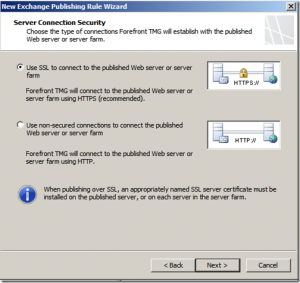 New Exchange Publishing Rule Wizard
Server Connection Security
Choose the type of connections Forefront TMG will establish with the published
Web server or server farm.
Use SSL to connect to the published Web server or server
farm
HTTPS://
Forefront TMG will connect to the published Web server or
server farm using HTTPS (recommended).
Use non-secured connections to connect the published
Web server or server farm
HTTP://
Forefront TMG will connect to the published Web server or
server farm using HTTP.
When publishing over SSL, an appropriately named SSL server certificate must be
installed on the published server, or on each server in the server farm.
< Back
Next >
Cancel